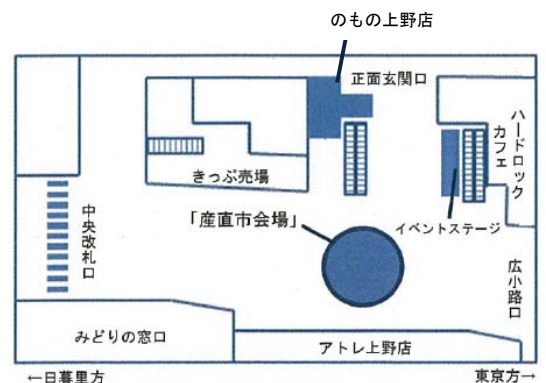 のもの上野店
正面玄関口
ハードロック
カフェ
きっぷ売場
「産直市会場」
イベントステージ
中央改札口
広小路口
みどりの窓口
アトレ上野店
←日暮里方
東京方→